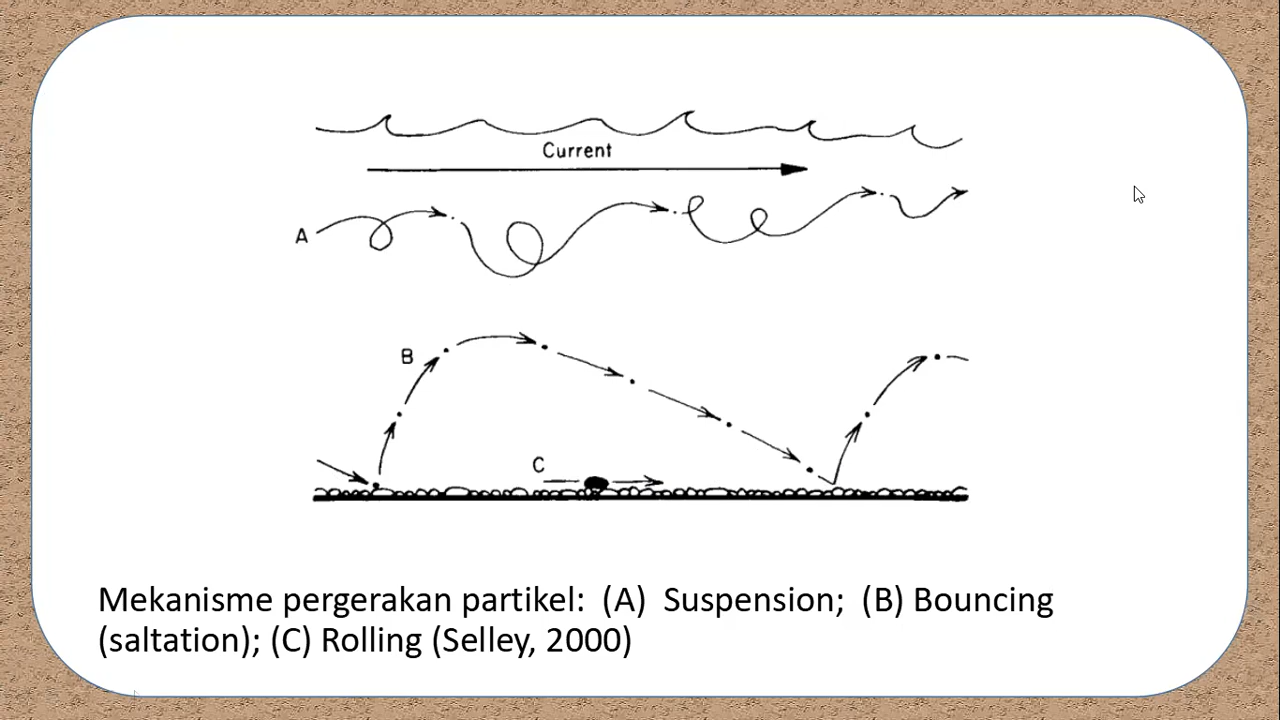 Current
A
B
C
Mekanisme pergerakan partikel: (A) Suspension; (B) Bouncing
(saltation); (C) Rolling (Selley, 2000)